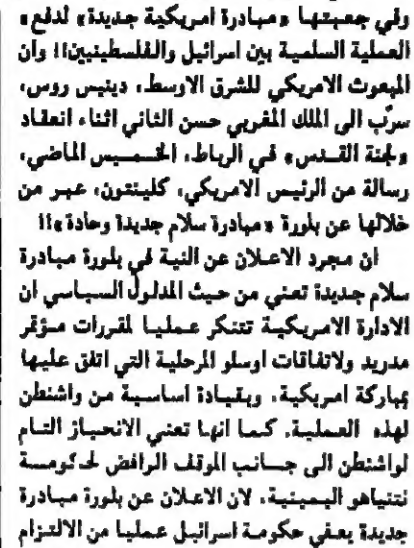 وفي جعبتها «مبادرة امريكية جديدة» لدفع»
العملية السلمية بين اسرائيل والفلسطينيين!! وان
المبعوث الامريكي للشرق الاوسط، دينيس روس،
سرّب الى الملك المغربي حسن الثاني اثناء انعقاد
«لجنة القدس» في الرباط، الخميس الماضي،
رسالة من الرئيس الامريكي، كلينتون، عبر من
خلالها عن بلورة «مبادرة سلام جديدة وحادة»!!
ان مجرد الاعلان عن النية في بلورة مبادرة
سلام جديدة تعني من حيث المدلول السياسي ان
الادارة الامريكية تتنكر عمليا لمقررات مؤتمر
مدريد ولاتفاقات اوسلو المرحلية التي اتفق عليها
بمباركة امريكية، وبقيادة اساسية من واشنطن
لهذه العملية. كما انها تعني الانحياز التام
لواشنطن الى جانب الموقف الرافض لحكومة
نتنياهو اليمينية، لان الاعلان عن بلورة مبادرة
جديدة يعفي حكومة اسرائيل عمليا من الالتزام